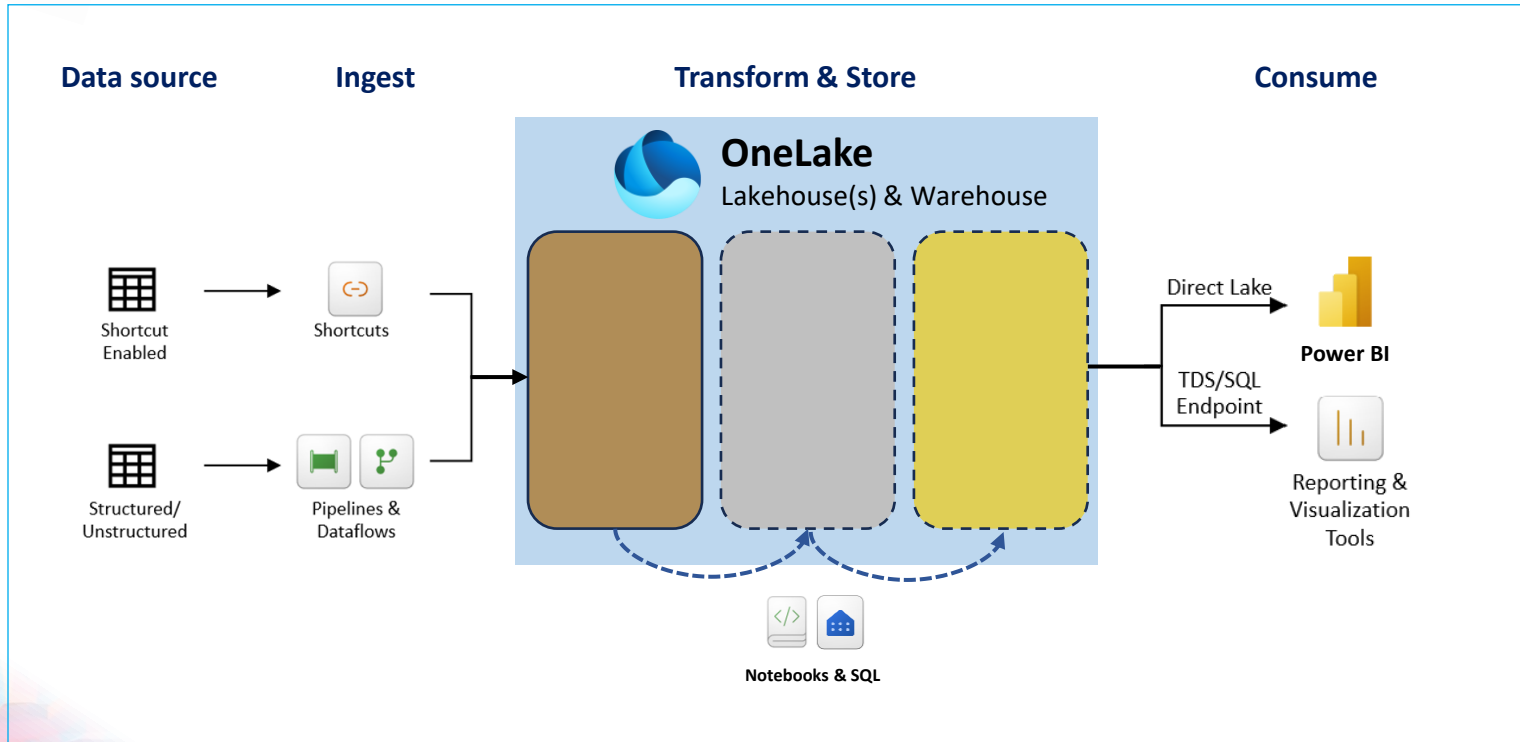 Data source
Ingest
Transform & Store
Consume
OneLake
Lakehouse(s) & Warehouse
Shortcut
Enabled
Shortcuts
Structured/
Unstructured
Pipelines &
Dataflows
Direct Lake
Power BI
TDS/SQL
Endpoint
Reporting &
Visualization
Tools
</>
Notebooks & SQL